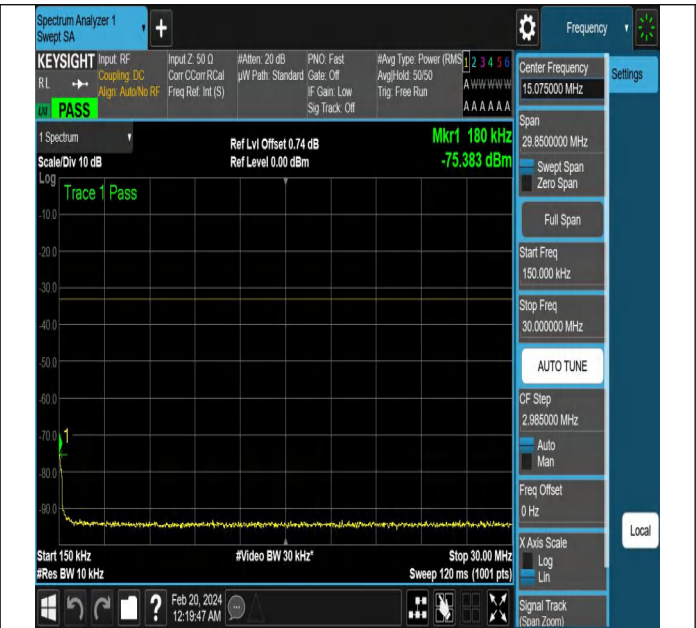 Spectrum Analyzer 1
Swept SA
+
Frequency
KEYSIGHT
RL
PASS
Input: RF
Coupling: DC
Align: Auto/No RF
Input Z: 50 Ω
Corr CCorr RCal
Freq Ref: Int (S)
#Atten: 20 dB
µW Path: Standard
PNO: Fast
Gate: Off
IF Gain: Low
Sig Track: Off
#Avg Type: Power (RMS
Avg|Hold: 50/50
Trig: Free Run
1 2 3 4 5 6
A W W W W W
A A A A A A
Center Frequency
15.075000 MHz
Settings
Span
29.8500000 MHz
Swept Span
Zero Span
Full Span
Start Freq
150.000 kHz
Stop Freq
30.000000 MHz
AUTO TUNE
CF Step
2.985000 MHz
Auto
Man
Freq Offset
0 Hz
X Axis Scale
Log
Lin
Signal Track
(Span Zoom)
Local
1 Spectrum
Scale/Div 10 dB
Ref Lvl Offset 0.74 dB
Ref Level 0.00 dBm
Mkr1 180 kHz
-75.383 dBm
Log
Trace 1 Pass
-10.0
-20.0
-30.0
-40.0
-50.0
-60.0
-70.0
1
-80.0
-90.0
Start 150 kHz
#Video BW 30 kHz*
Stop 30.00 MHz
#Res BW 10 kHz
Sweep 120 ms (1001 pts)
?
Feb 20, 2024
12:19:47 AM